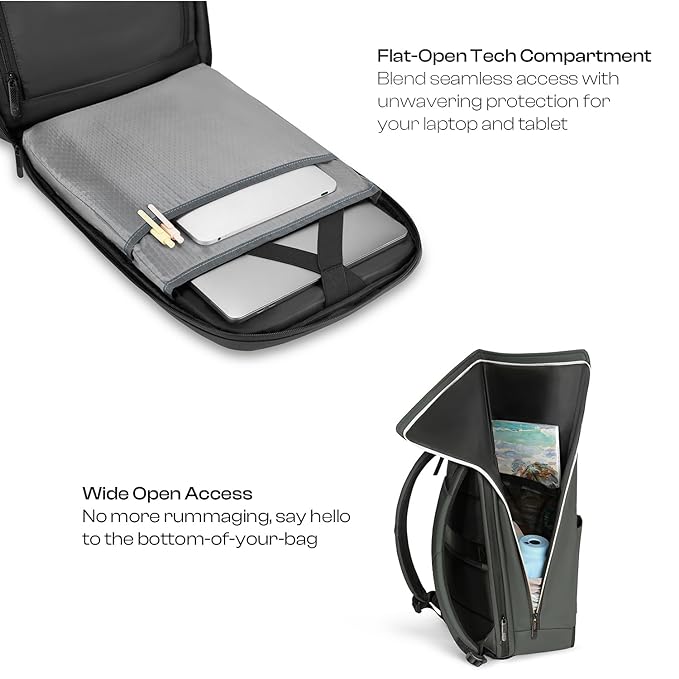 Flat-Open Tech Compartment
Blend seamless access with
unwavering protection for
your laptop and tablet
Wide Open Access
No more rummaging, say hello
to the bottom-of-your-bag